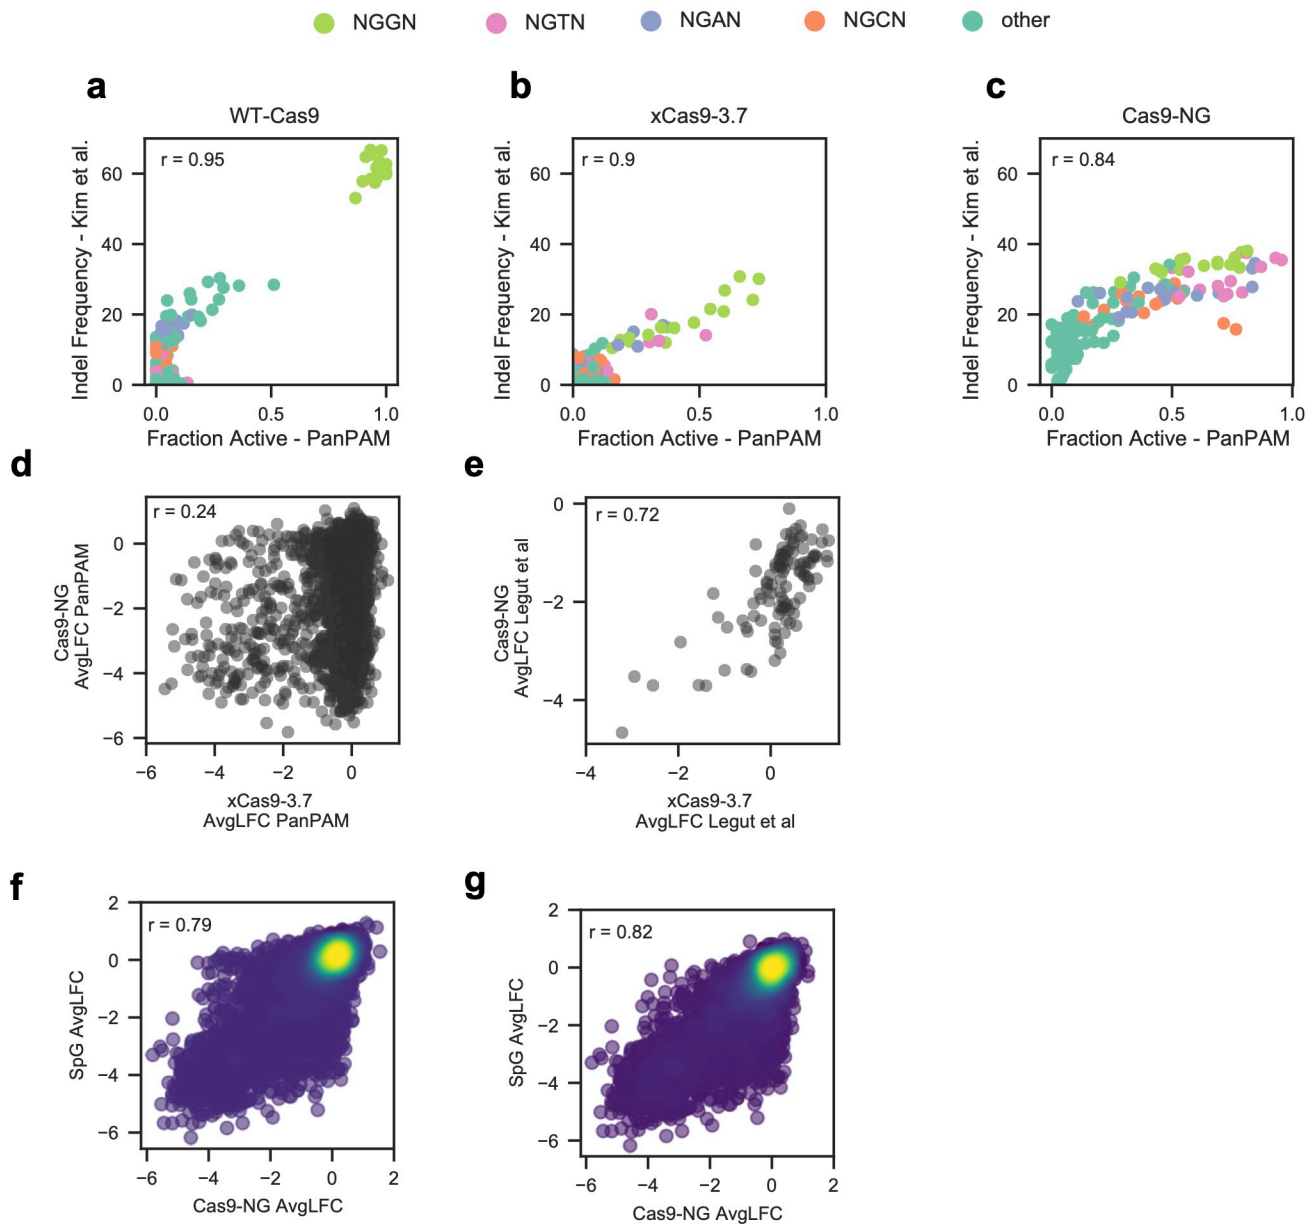 NGGN NGTN NGAN NGCN other
a b c
WT-Cas9 xCas9-3.7 Cas9-NG
Indel Frequency - Kim et al.
r = 0.95
60
40
20
0
0.0 0.5 1.0
Fraction Active - PanPAM
Indel Frequency - Kim et al.
r = 0.9
60
40
20
0
0.0 0.5 1.0
Fraction Active - PanPAM
Indel Frequency - Kim et al.
r = 0.84
60
40
20
0
0.0 0.5 1.0
Fraction Active - PanPAM
d
Cas9-NG
AvgLFC PanPAM
r = 0.24
0
−2
−4
−6
−6 −4 −2 0
xCas9-3.7
AvgLFC PanPAM
e
Cas9-NG
AvgLFC Legut et al
r = 0.72
0
−2
−4
−4 −2 0
xCas9-3.7
AvgLFC Legut et al
f
SpG AvgLFC
r = 0.79
2
0
−2
−4
−6
−6 −4 −2 0 2
Cas9-NG AvgLFC
g
SpG AvgLFC
r = 0.82
2
0
−2
−4
−6
−6 −4 −2 0 2
Cas9-NG AvgLFC